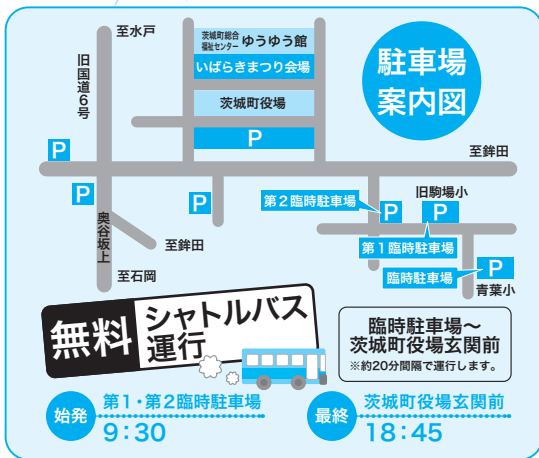 至水戸
旧国道6号
茨城町総合
福祉センター ゆうゆう館
いばらきまつり会場
茨城町役場
P
駐車場
案内図
P
至鉾田
P
P
第2臨時駐車場
旧駒場小
P
P
奥谷坂上
至鉾田
第1臨時駐車場
臨時駐車場
P
青葉小
至石岡
無料
シャトルバス
運行
臨時駐車場〜
茨城町役場玄関前
※約20分間隔で運行します。
始発
第1・第2臨時駐車場
9:30
最終
茨城町役場玄関前
18:45